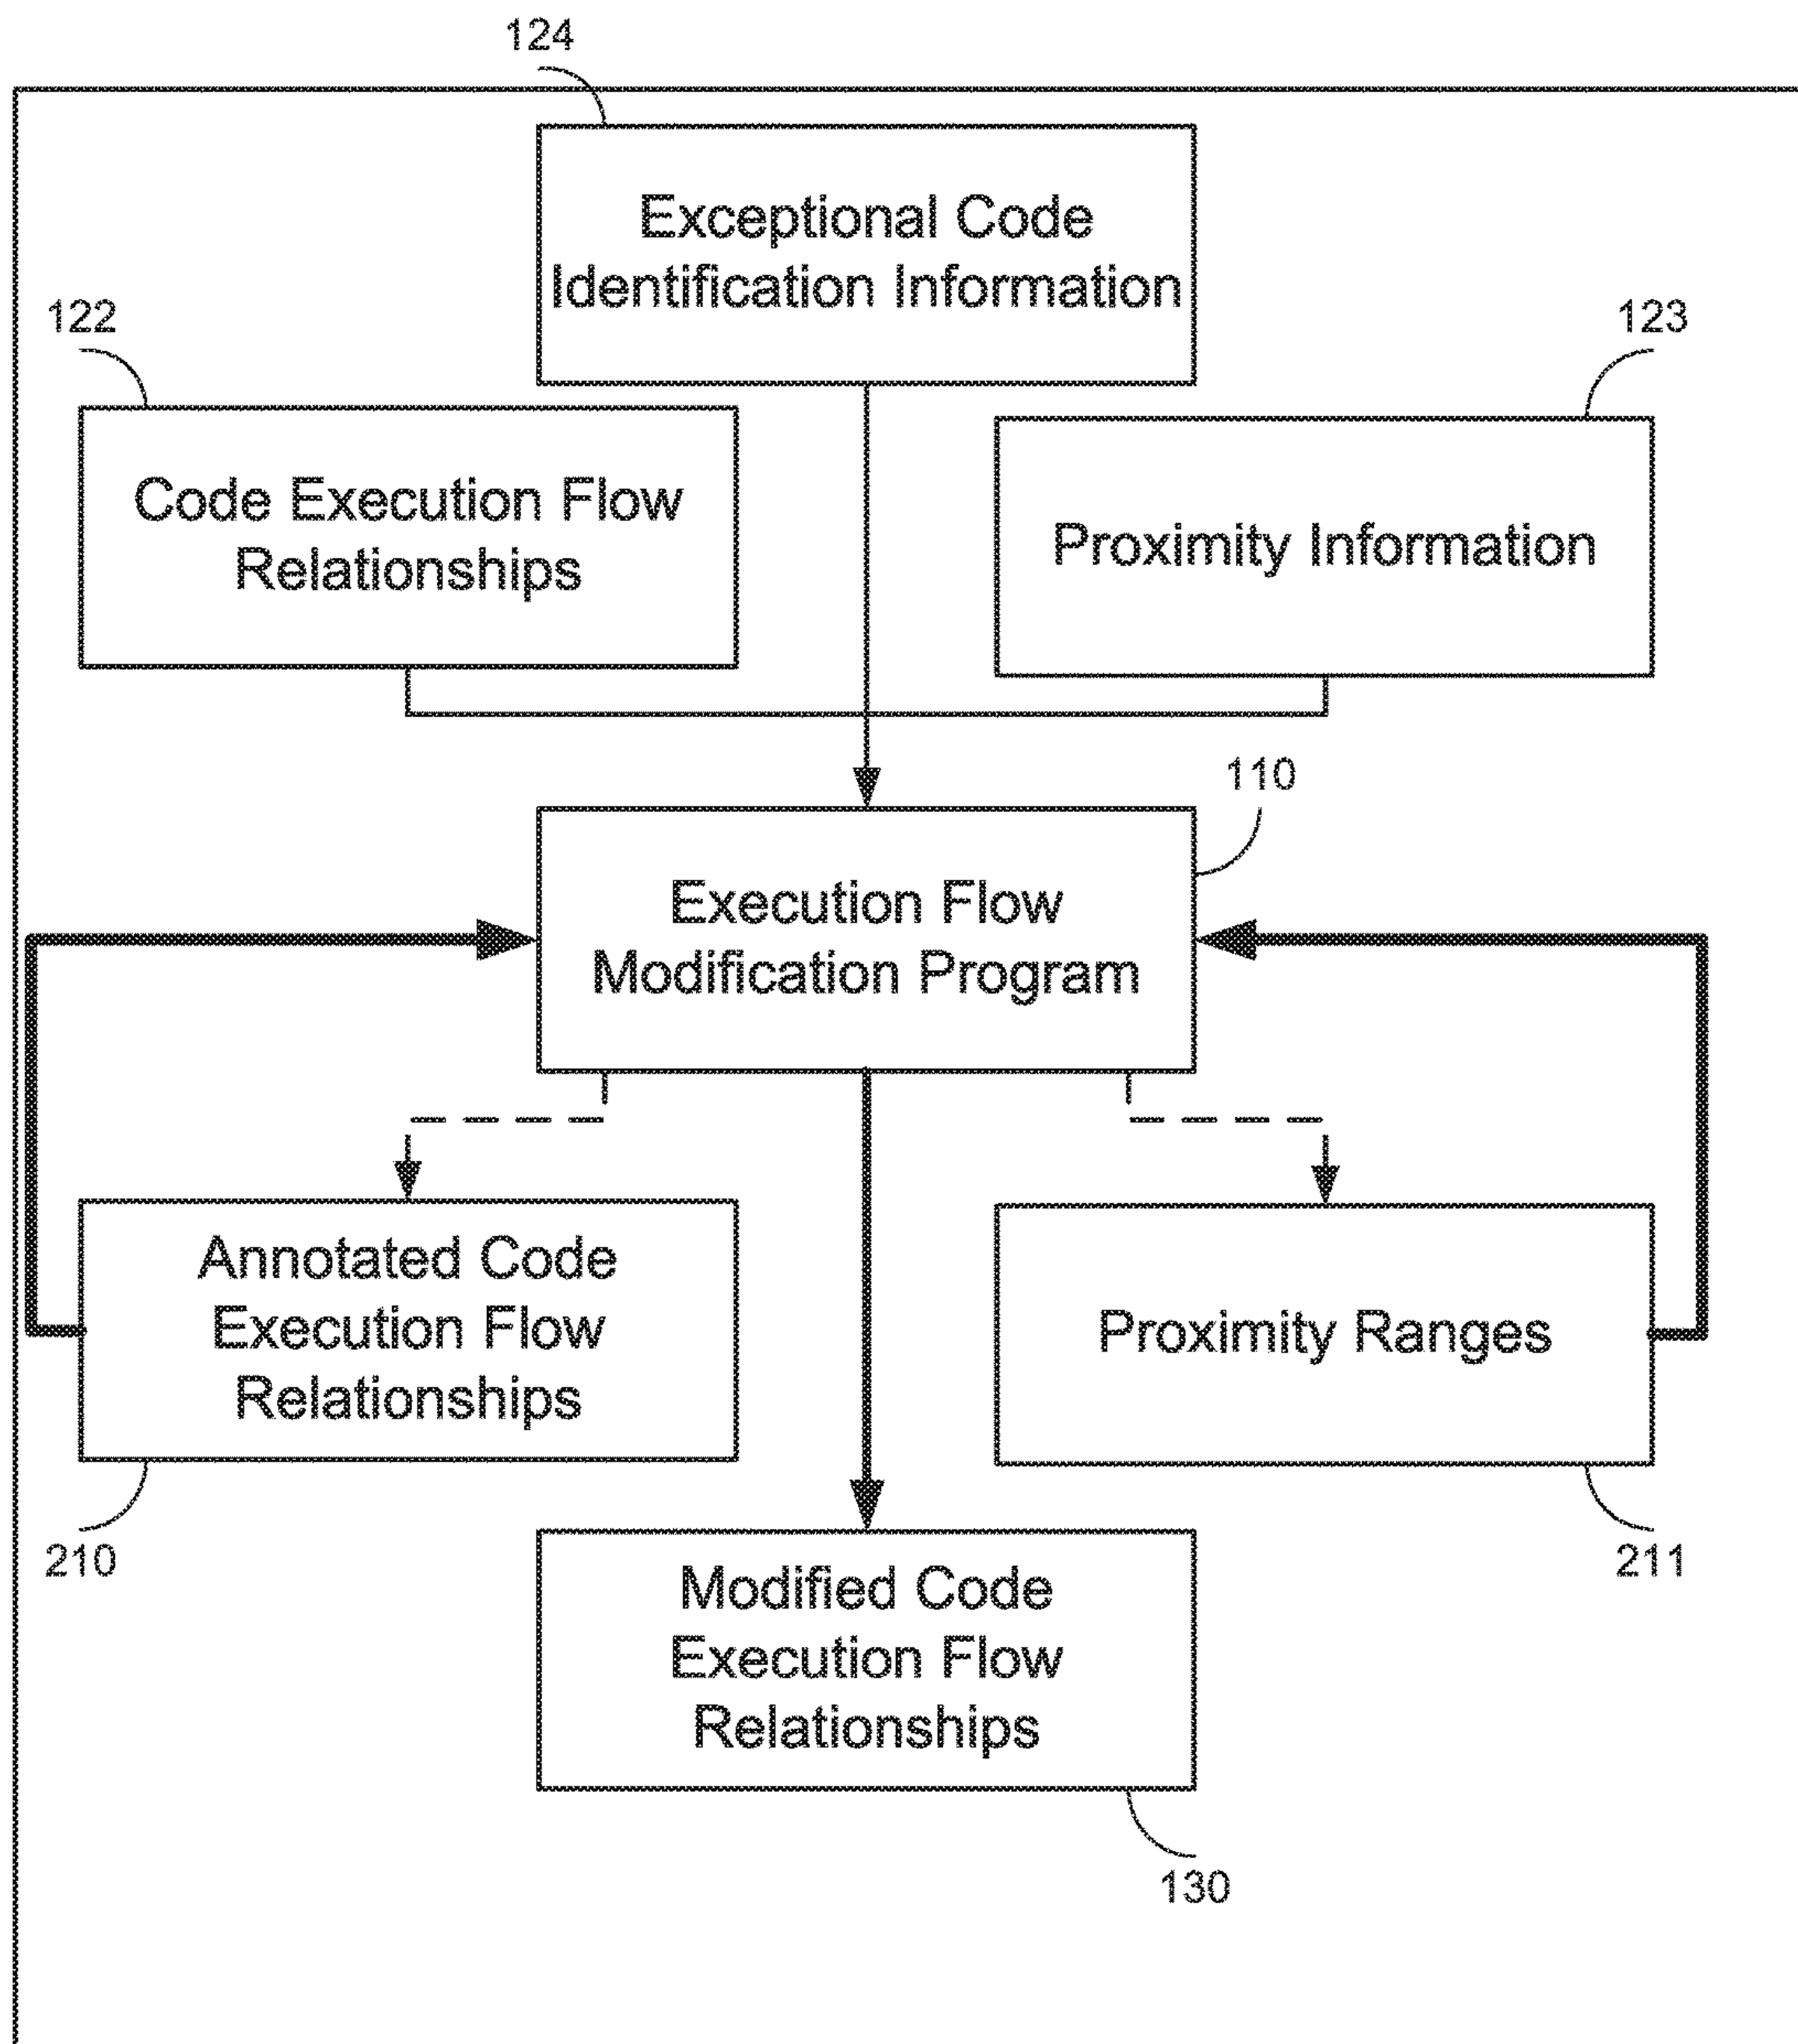 124
Exceptional Code
Identification Information
122
123
Code Execution Flow
Relationships
Proximity Information
110
Execution Flow
Modification Program
Annotated Code
Execution Flow
Relationships
Proximity Ranges
210
211
Modified Code
Execution Flow
Relationships
130